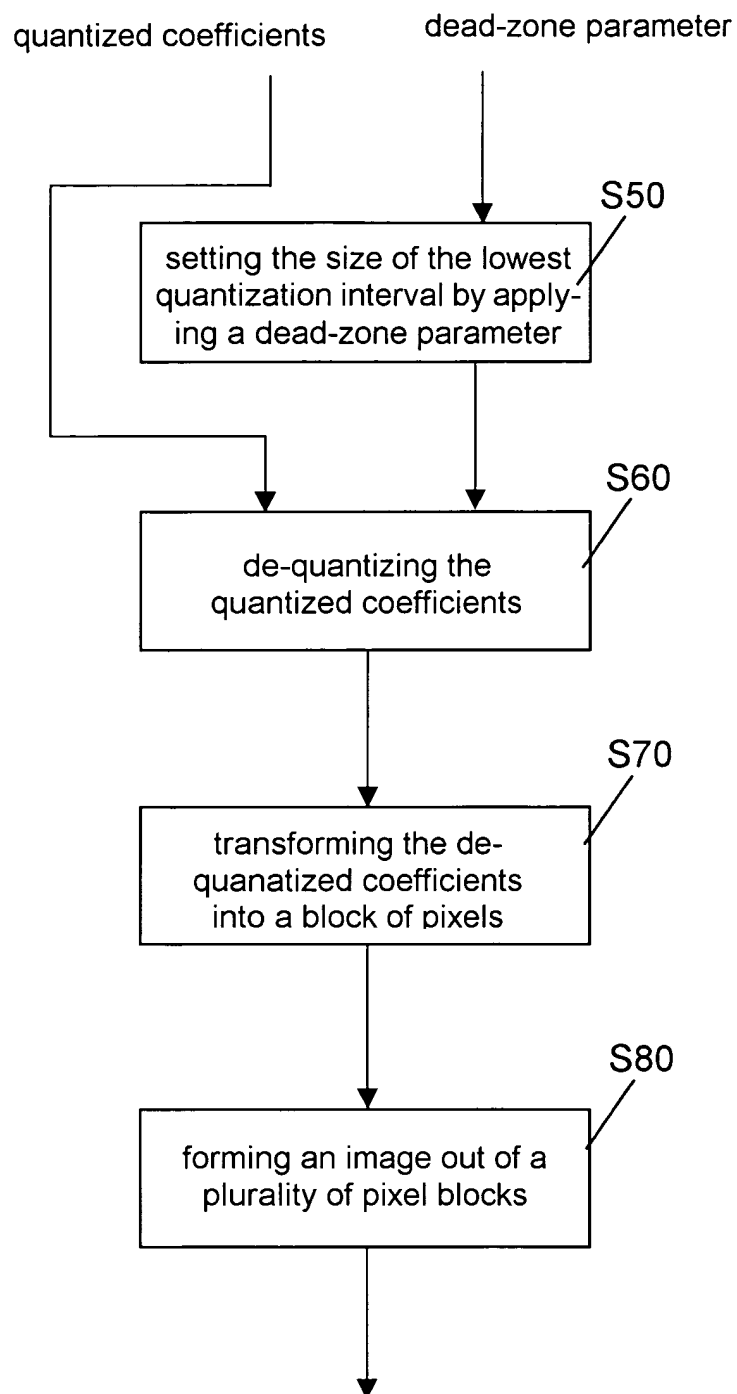 quantized coefficients
dead-zone parameter
S50
setting the size of the lowest
quantization interval by apply-
ing a dead-zone parameter
S60
de-quantizing the
quantized coefficients
S70
transforming the de-
quanatized coefficients
into a block of pixels
S80
forming an image out of a
plurality of pixel blocks